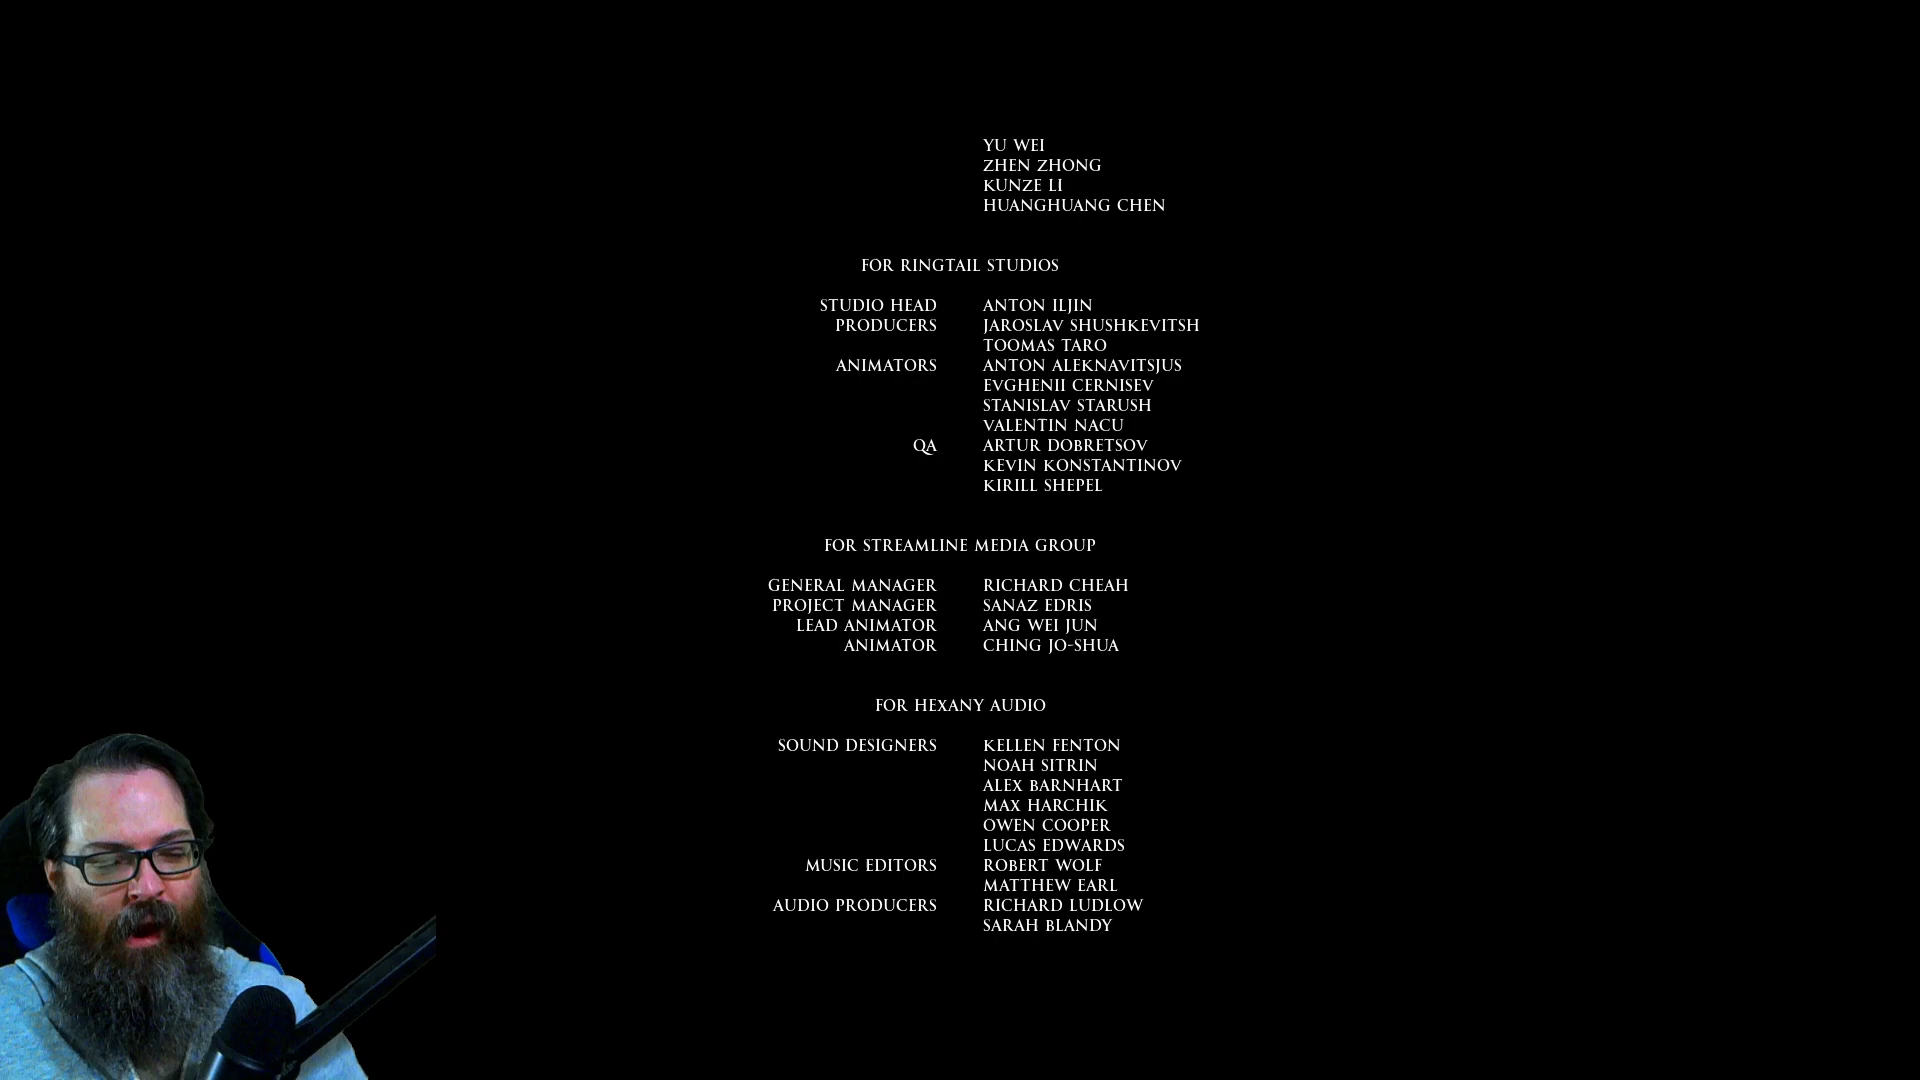 YU WEI
ZHEN ZHONG
KUNZE LI
HUANGHUANG CHEN
FOR RINGTAIL STUDIOS
STUDIO HEAD ANTON ILJIN
PRODUCERS JAROSLAV SHUSHKEVITSH
TOOMAS TARO
ANIMATORS ANTON ALEKNAVITSJUS
EVGHENII CERNISEV
STANISLAV STARUSH
VALENTIN NACU
QA ARTUR DOBRETSOV
KEVIN KONSTANTINOV
KIRILL SHEPEL
FOR STREAMLINE MEDIA GROUP
GENERAL MANAGER RICHARD CHEAH
PROJECT MANAGER SANAZ EDRIS
LEAD ANIMATOR ANG WEI JUN
ANIMATOR CHING JO-SHUA
FOR HEXANY AUDIO
SOUND DESIGNERS KELLEN FENTON
NOAH SITRIN
ALEX BARNHART
MAX HARCHIK
OWEN COOPER
LUCAS EDWARDS
MUSIC EDITORS ROBERT WOLF
MATTHEW EARL
AUDIO PRODUCERS RICHARD LUDLOW
SARAH BLANDY